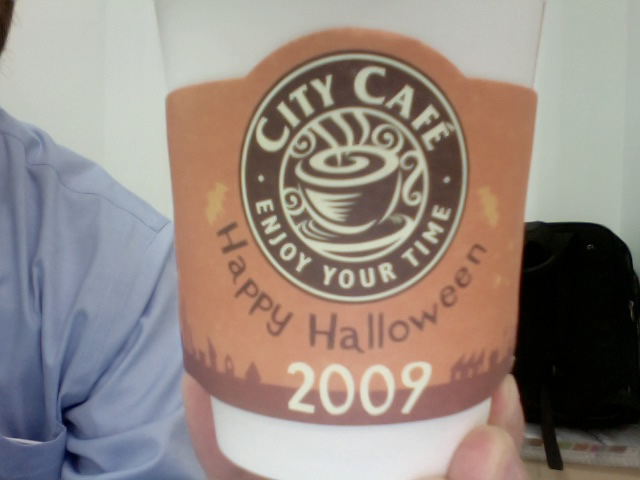 CITY CAFÉ
ENJOY YOUR TIME
Happy Halloween
2009